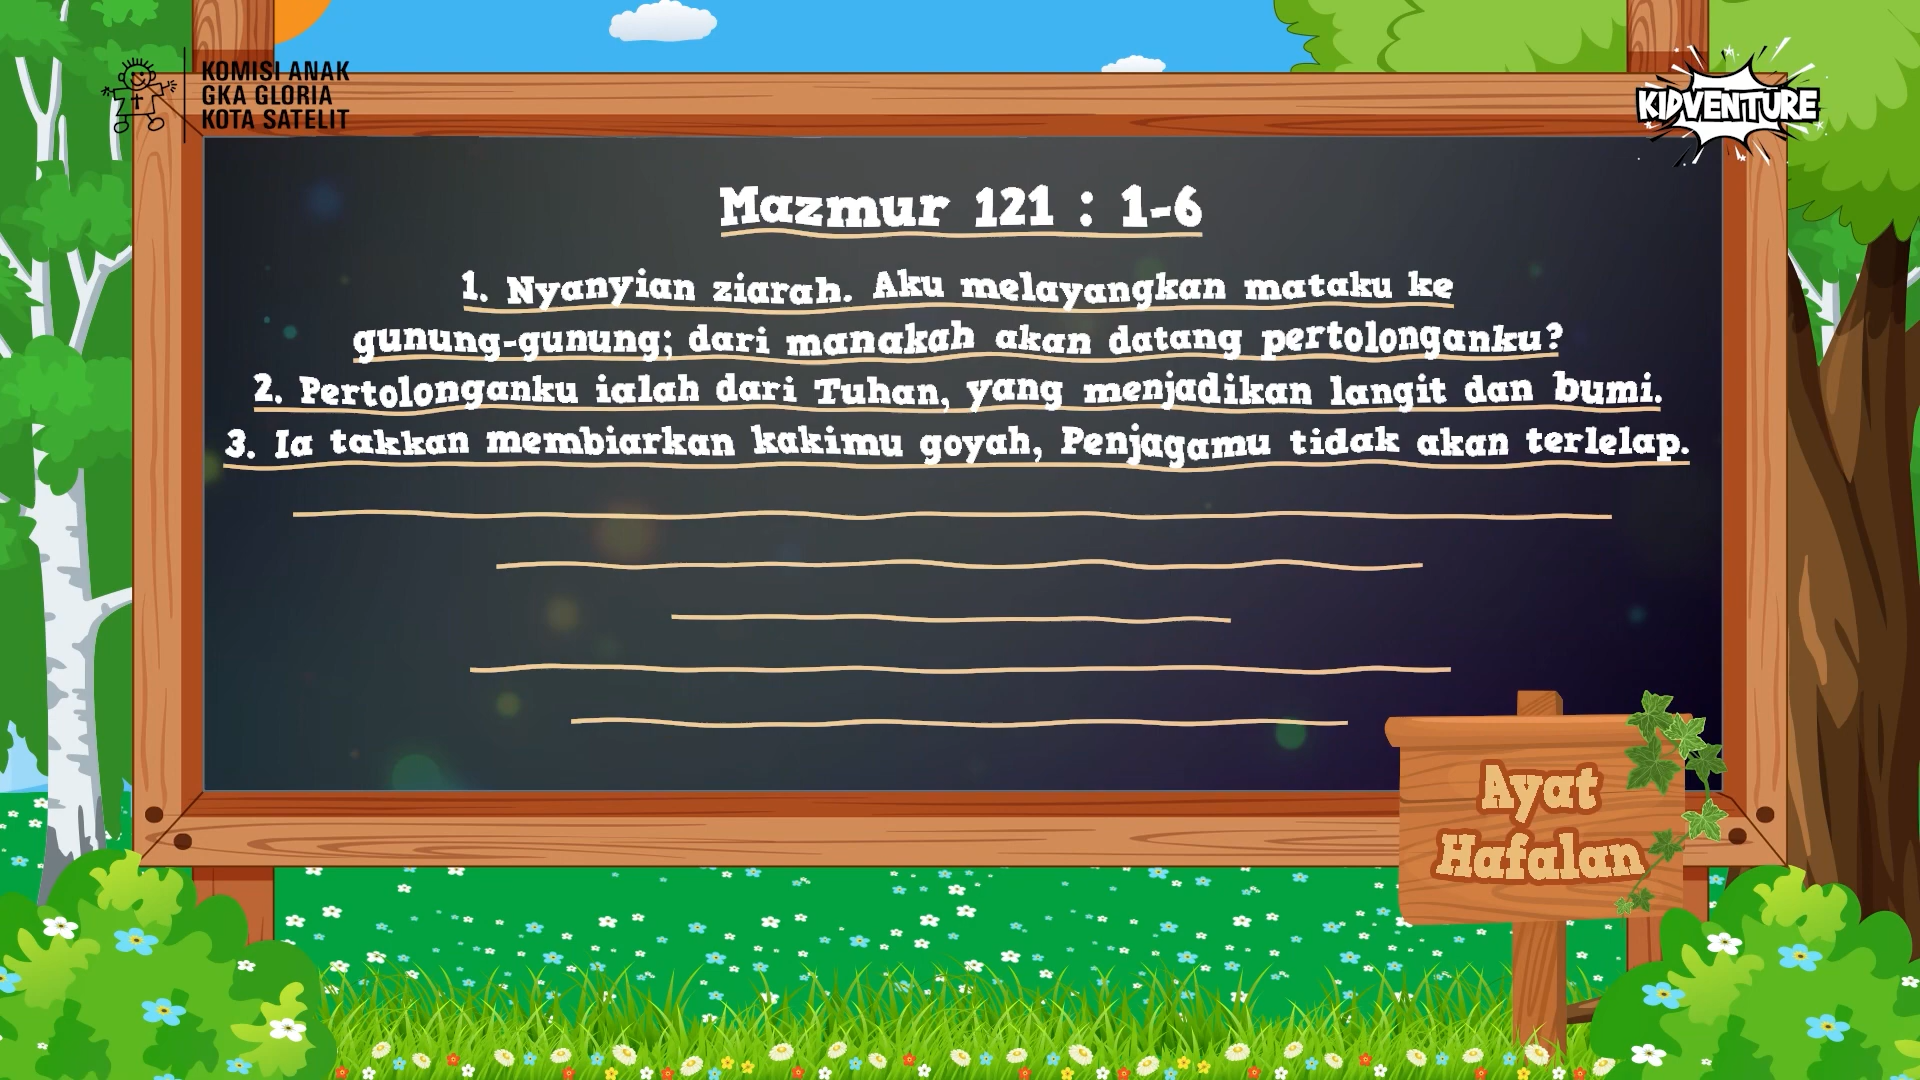 KOMISI ANAK
GKA GLORIA
KOTA SATELIT
KIDVENTURE
Mazmur 121 : 1-6
1. Nyanyian ziarah. Aku melayangkan mataku ke
gunung-gunung; dari manakah akan datang pertolonganku?
2. Pertolonganku ialah dari Tuhan, yang menjadikan langit dan bumi.
3. Ia takkan membiarkan kakimu goyah, Penjagamu tidak akan terlelap.
Ayat
Hafalan